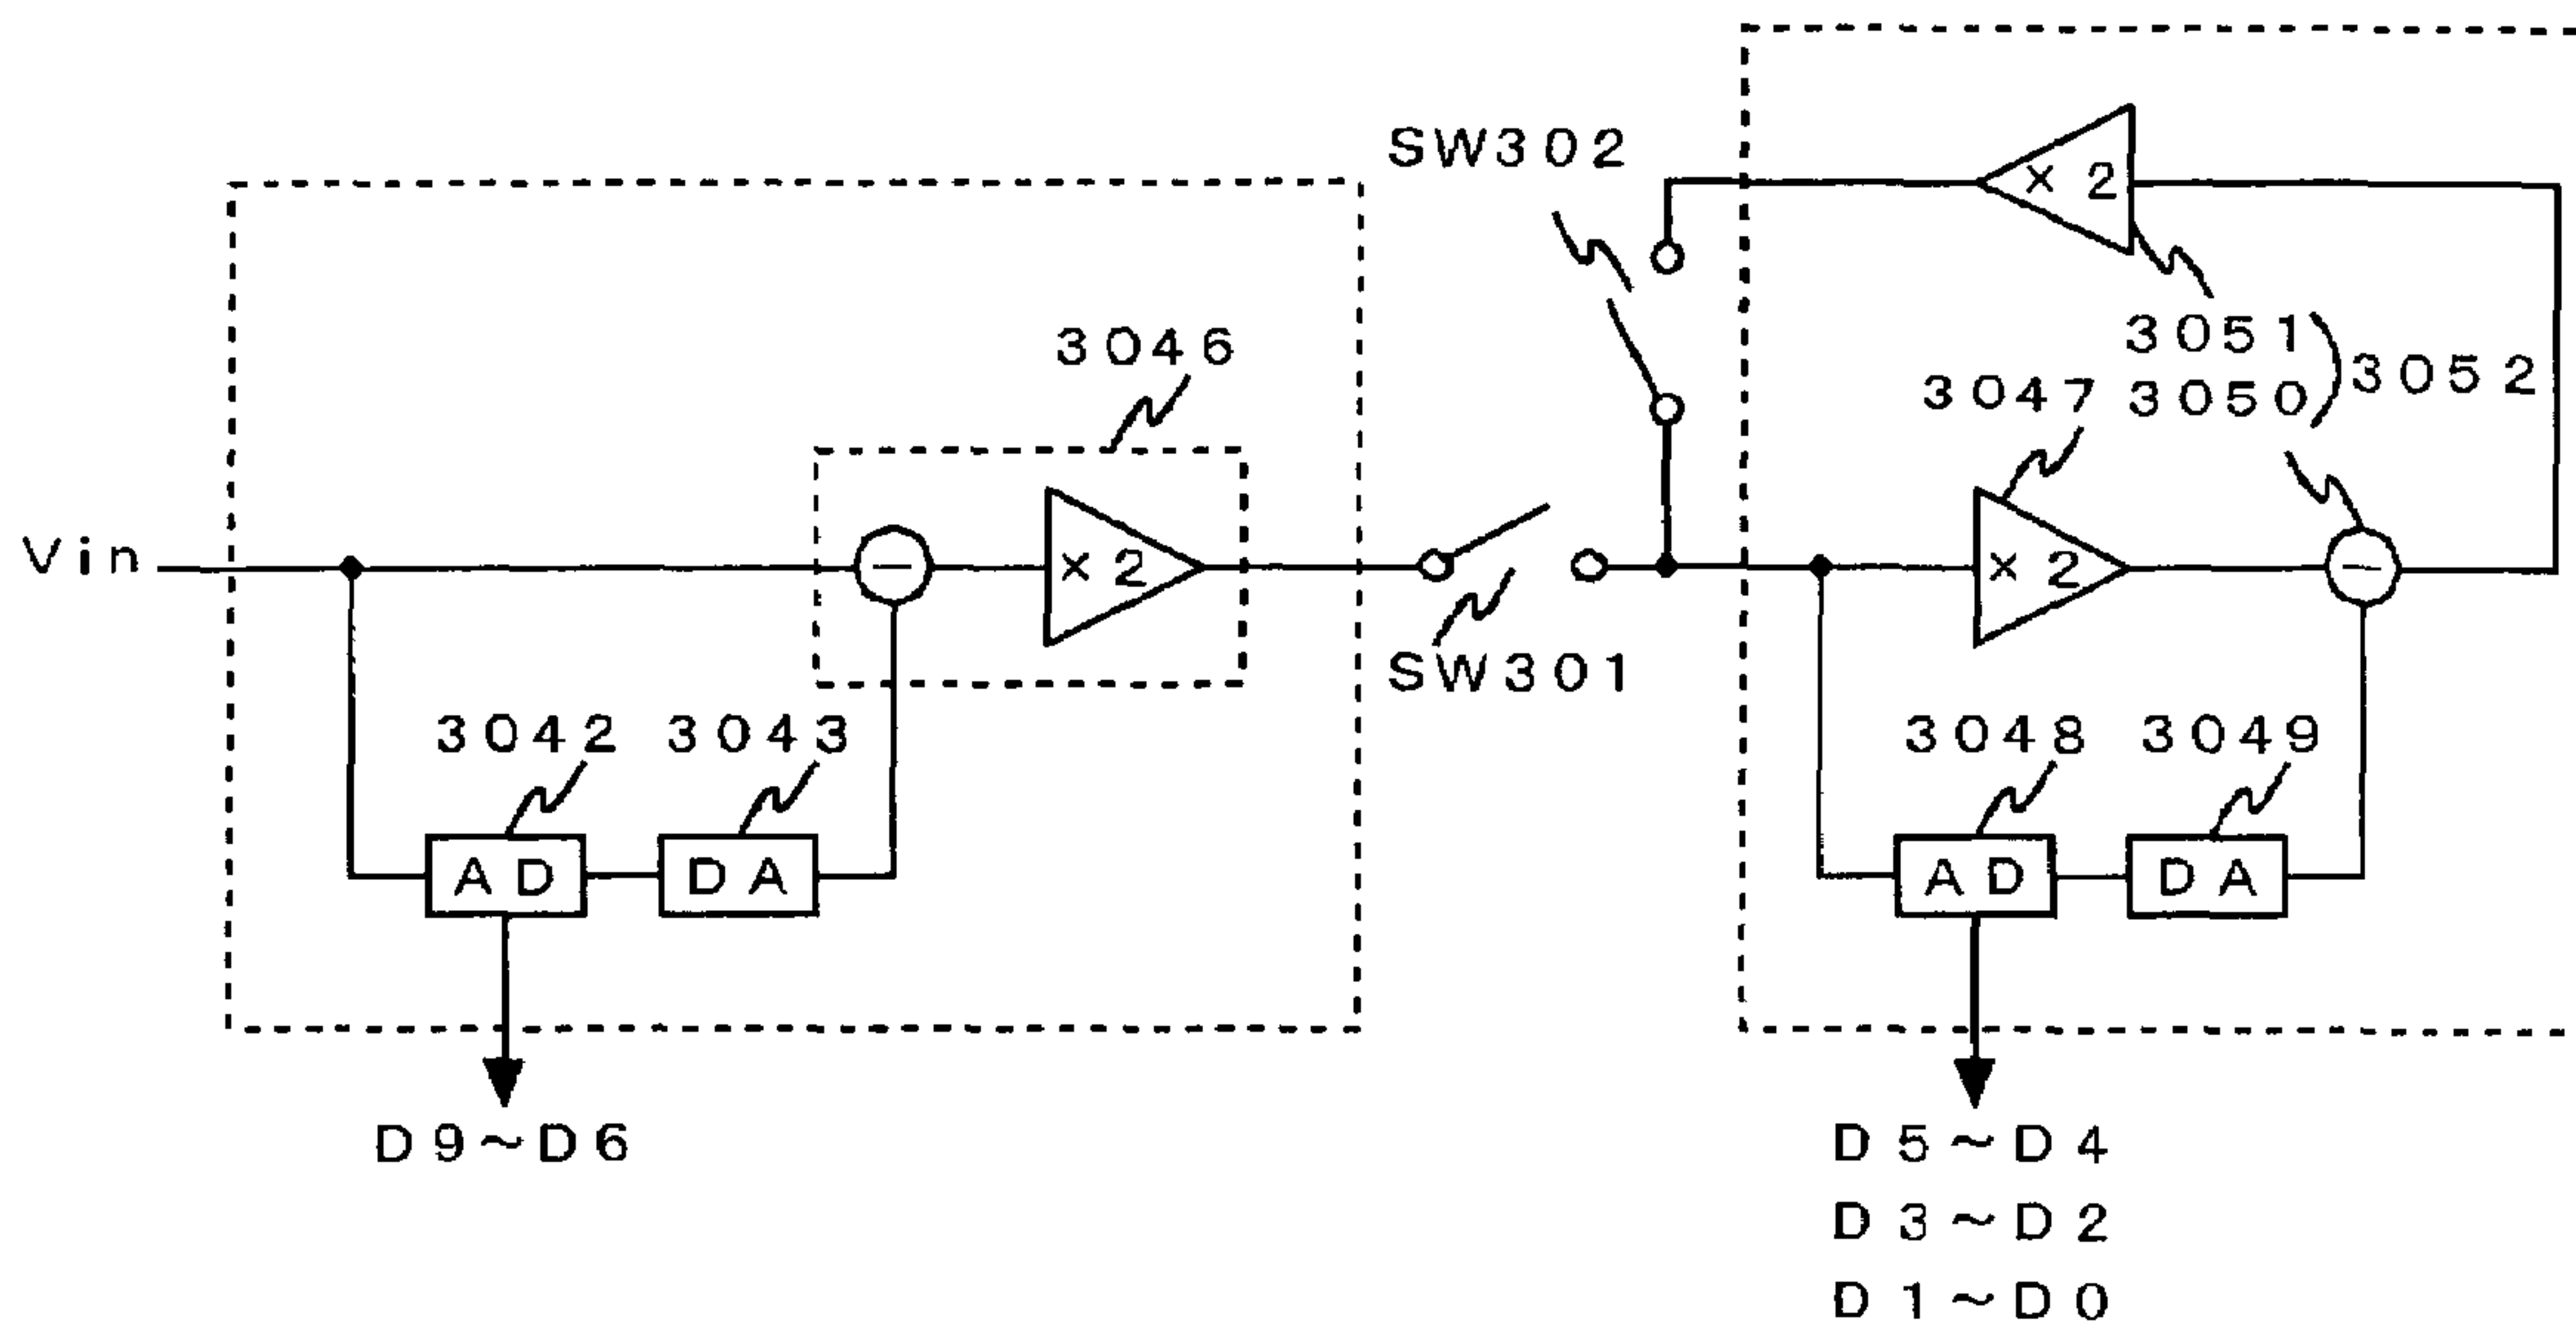 SW302
× 2
3051
3050
3052
3046
3047
Vin
−
× 2
× 2
−
SW301
3042
3043
3048
3049
AD
DA
AD
DA
D9~D6
D5~D4
D3~D2
D1~D0